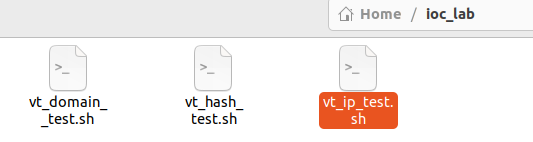 Home / ioc_lab
>_ >_ >_
vt_domain_ vt_hash_ vt_ip_test.
_test.sh test.sh sh